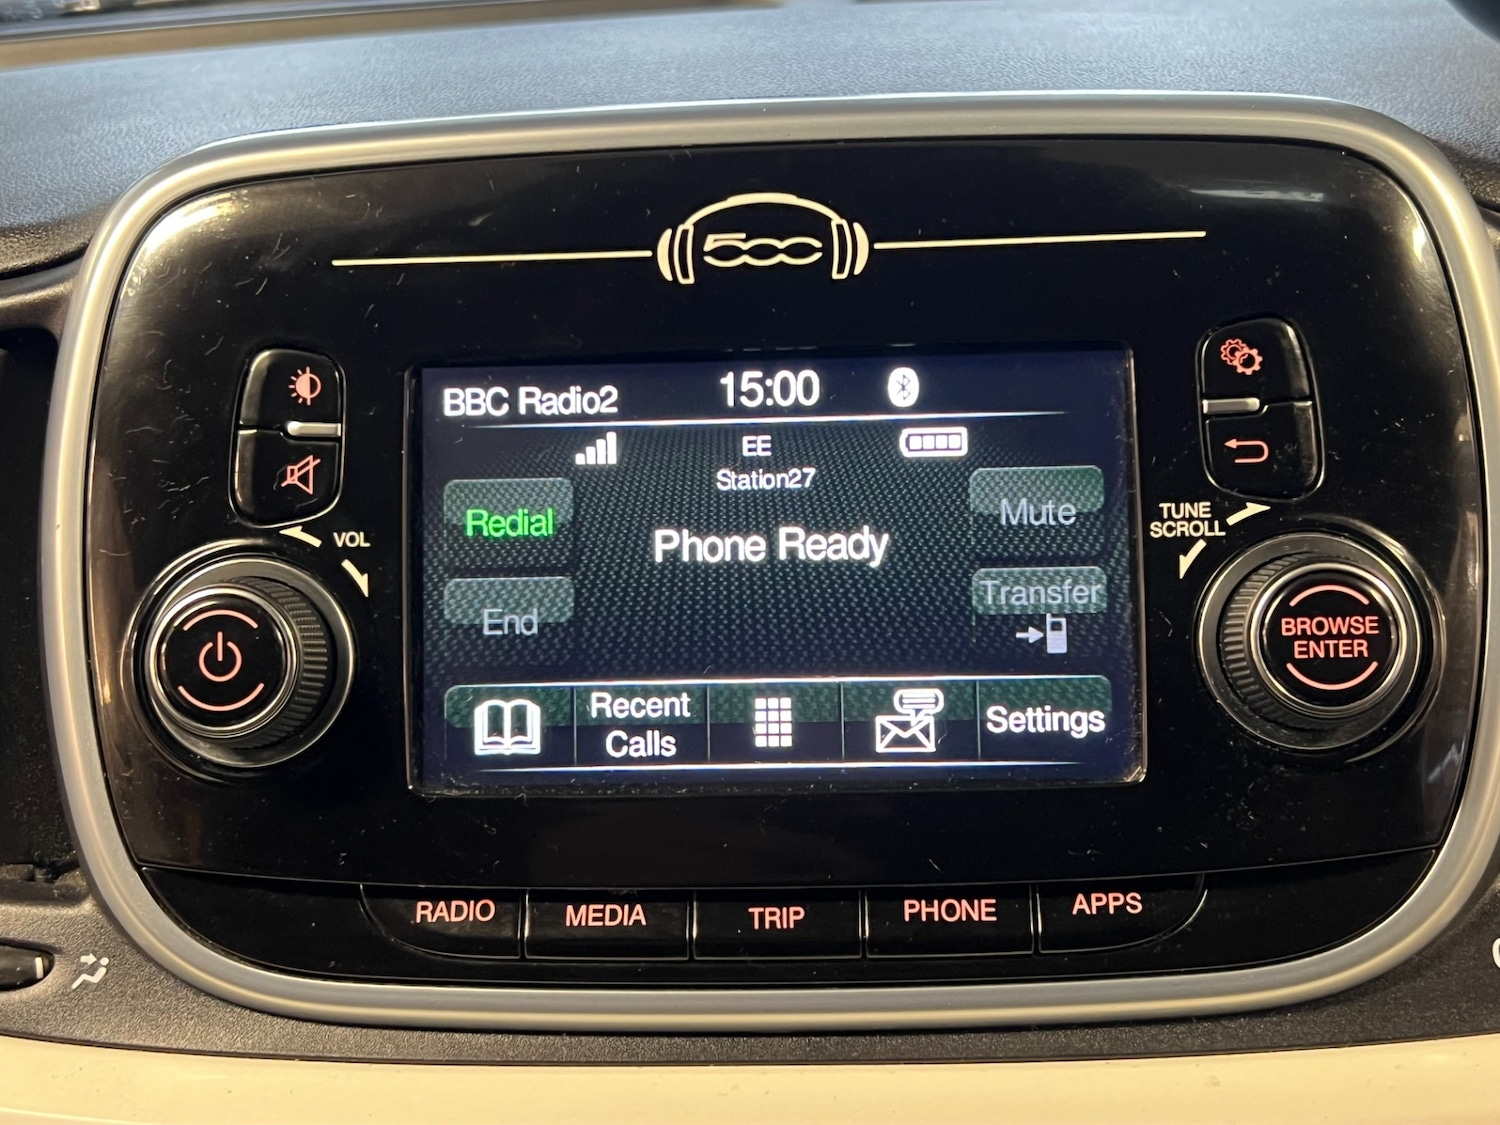 500
BBC Radio2
15:00
EE
Station27
Redial
Mute
Phone Ready
End
Transfer
Recent
Calls
Settings
VOL
TUNE
SCROLL
BROWSE
ENTER
RADIO
MEDIA
TRIP
PHONE
APPS